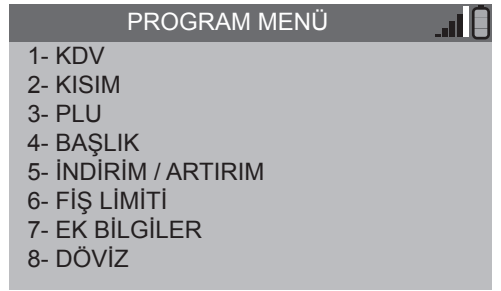 PROGRAM MENÜ
1- KDV
2- KISIM
3- PLU
4- BAŞLIK
5- İNDİRİM / ARTIRIM
6- FİŞ LİMİTİ
7- EK BİLGİLER
8- DÖVİZ